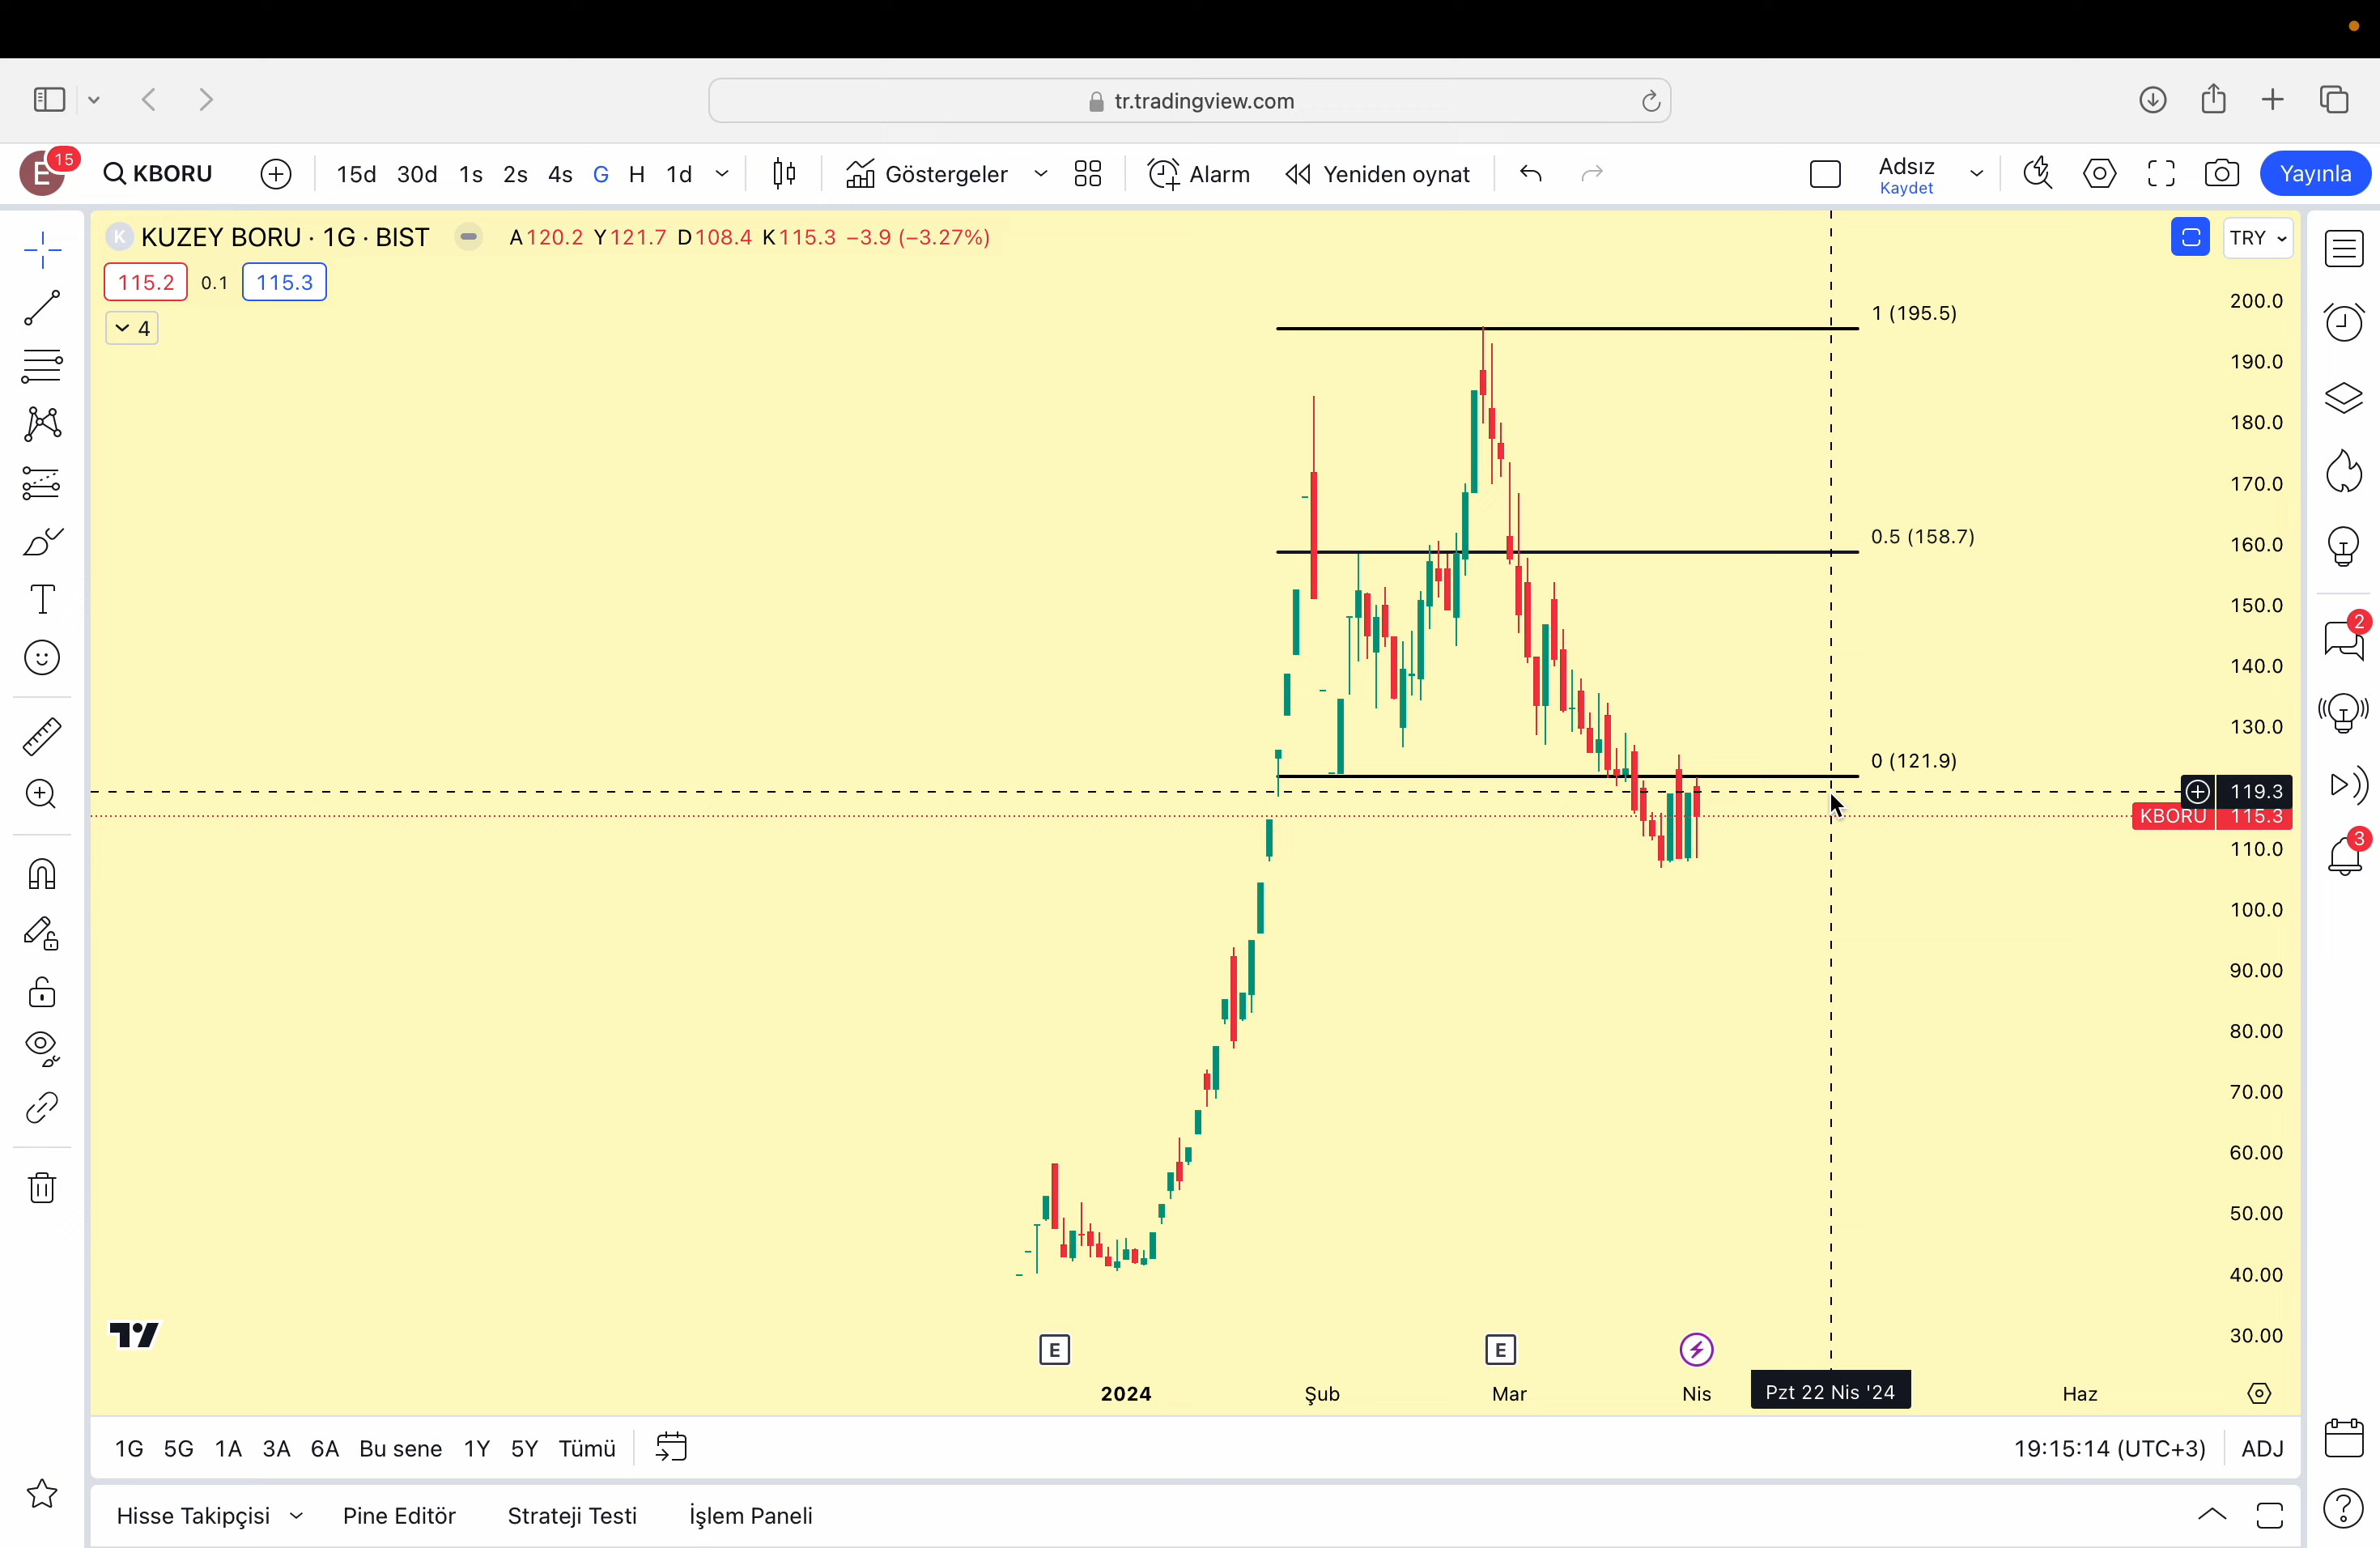 tr.tradingview.com
E 15 KBORU 15d 30d 1s 2s 4s G H 1d Göstergeler Alarm Yeniden oynat Adsız Yayınla
Kaydet
K KUZEY BORU · 1G · BIST A120.2 Y121.7 D108.4 K115.3 −3.9 (−3.27%) TRY
115.2 0.1 115.3
4
200.0
1 (195.5)
190.0
180.0
170.0
0.5 (158.7)
160.0
150.0
2
140.0
130.0
0 (121.9)
119.3
KBORU 115.3
3
110.0
100.0
90.00
80.00
70.00
60.00
50.00
40.00
30.00
E E
2024 Şub Mar Nis Pzt 22 Nis '24 Haz
1G 5G 1A 3A 6A Bu sene 1Y 5Y Tümü 19:15:14 (UTC+3) ADJ
Hisse Takipçisi Pine Editör Strateji Testi İşlem Paneli